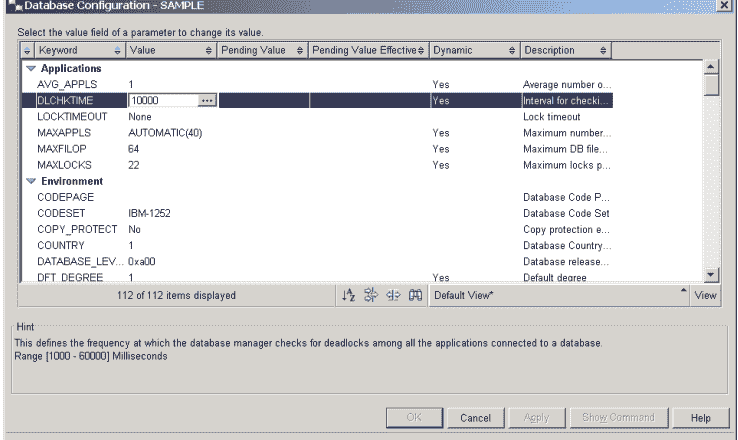 Database Configuration - SAMPLE
Select the value field of a parameter to change its value.
Keyword Value Pending Value Pending Value Effective Dynamic Description
Applications
AVG_APPLS 1 Yes Average number o...
DLCHKTIME 10000 ... Yes Interval for checki...
LOCKTIMEOUT None Lock timeout
MAXAPPLS AUTOMATIC(40) Yes Maximum number...
MAXFILOP 64 Yes Maximum DB file...
MAXLOCKS 22 Yes Maximum locks p...
Environment
CODEPAGE Database Code P...
CODESET IBM-1252 Database Code Set
COPY_PROTECT No Copy protection e...
COUNTRY 1 Database Country...
DATABASE_LEV... 0xa00 Database release...
DFT_DEGREE 1 Yes Default degree
112 of 112 items displayed Default View* View
Hint
This defines the frequency at which the database manager checks for deadlocks among all the applications connected to a database.
Range [1000 - 60000] Milliseconds
OK Cancel Apply Show Command Help